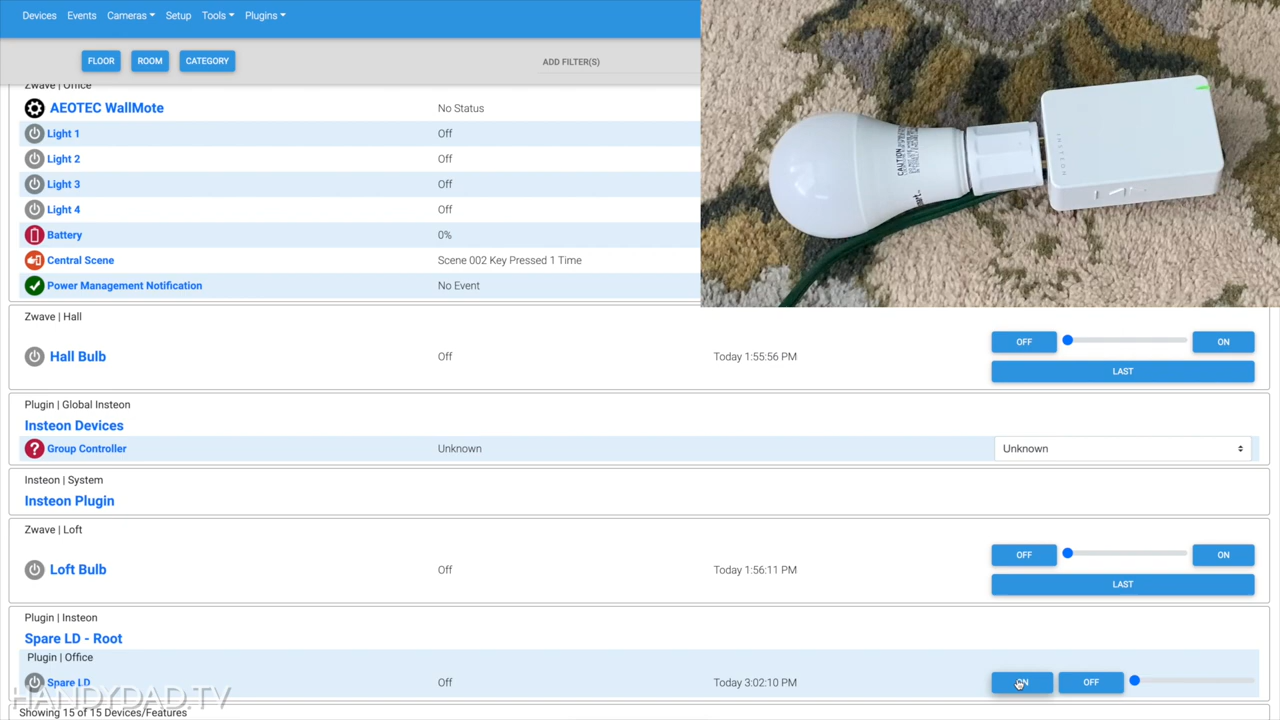 Devices Events Cameras Setup Tools Plugins
FLOOR ROOM CATEGORY ADD FILTER(S)
Zwave | Office
AEOTEC WallMote No Status
Light 1 Off
Light 2 Off
Light 3 Off
Light 4 Off
Battery 0%
Central Scene Scene 002 Key Pressed 1 Time
Power Management Notification No Event
CAUTION
INSTEON
Zwave | Hall
Hall Bulb Off Today 1:55:56 PM OFF ON
LAST
Plugin | Global Insteon
Insteon Devices
Group Controller Unknown Unknown
Insteon | System
Insteon Plugin
Zwave | Loft
Loft Bulb Off Today 1:56:11 PM OFF ON
LAST
Plugin | Insteon
Spare LD - Root
Plugin | Office
Spare LD Off Today 3:02:10 PM ON OFF
HANDYDAD.TV
Showing 15 of 15 Devices/Features